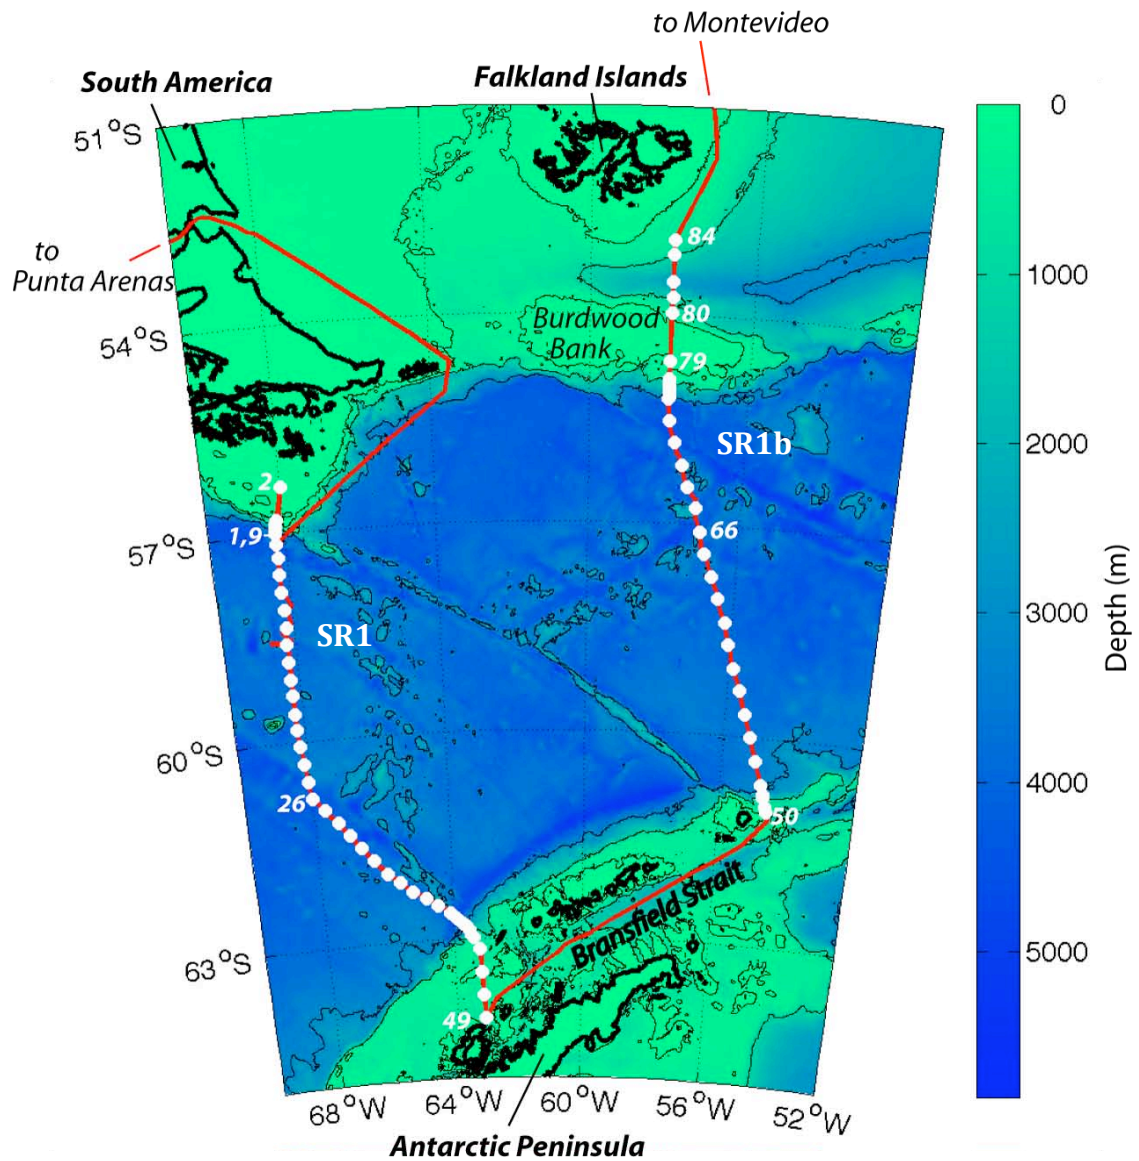 to Montevideo
South America
Falkland Islands
51°S
0
84
to
Punta Arenas
1000
80
Burdwood
Bank
54°S
79
SR1b
2000
2
66
1,9
57°S
SR1
3000
Depth (m)
60°S
4000
26
50
Bransfield Strait
63°S
5000
49
68°W
64°W
60°W
56°W
52°W
Antarctic Peninsula